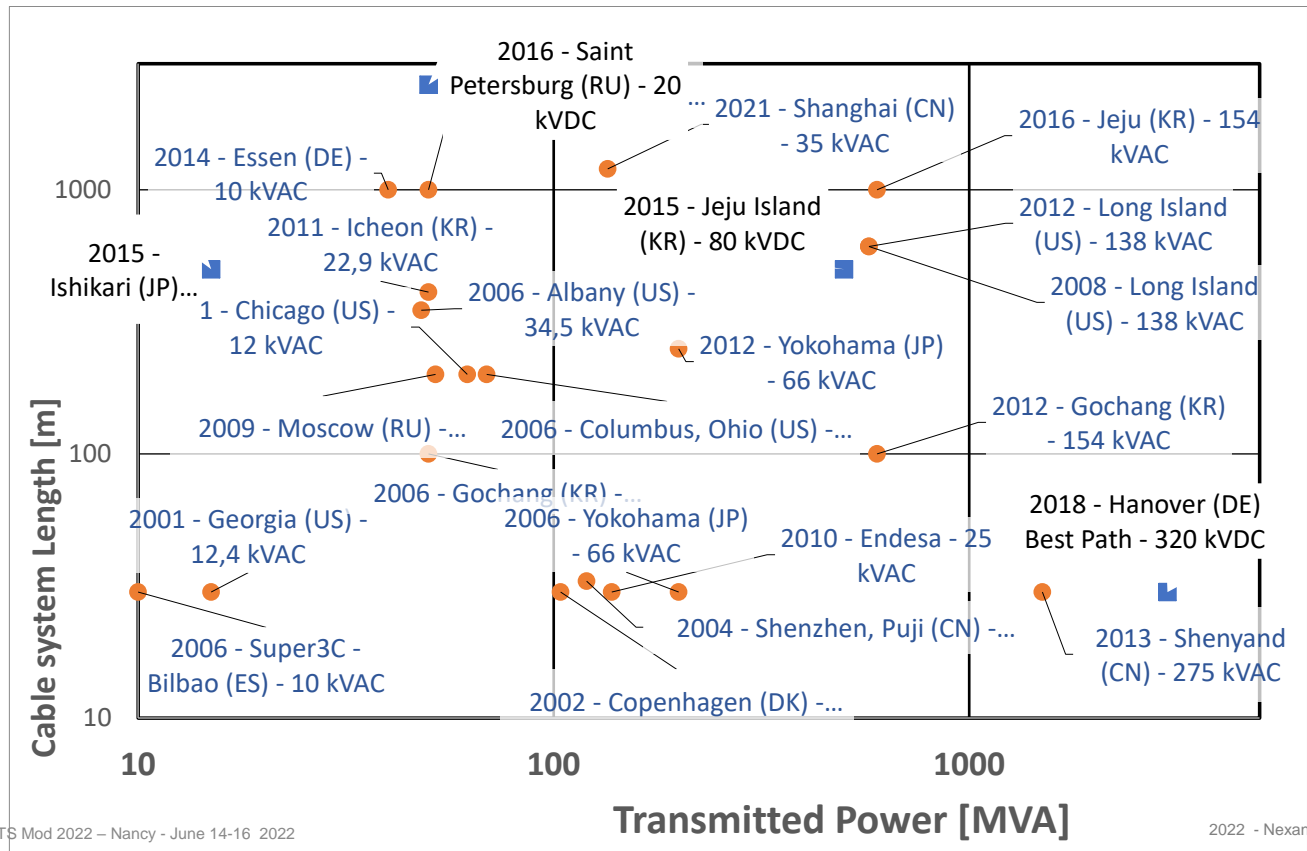 2016 - Saint
Petersburg (RU) - 20
kVDC
...
2021 - Shanghai (CN)
- 35 kVAC
2016 - Jeju (KR) - 154
kVAC
2014 - Essen (DE) -
10 kVAC
1000
2011 - Icheon (KR) -
22,9 kVAC
2015 - Jeju Island
(KR) - 80 kVDC
2012 - Long Island
(US) - 138 kVAC
2015 -
Ishikari (JP)...
1 - Chicago (US) -
12 kVAC
2006 - Albany (US) -
34,5 kVAC
2008 - Long Island
(US) - 138 kVAC
2012 - Yokohama (JP)
- 66 kVAC
2009 - Moscow (RU) -...
2006 - Columbus, Ohio (US) -...
2012 - Gochang (KR)
- 154 kVAC
100
2006 - Gochang (KR) -...
2001 - Georgia (US) -
12,4 kVAC
2006 - Yokohama (JP)
- 66 kVAC
2010 - Endesa - 25
kVAC
2018 - Hanover (DE)
Best Path - 320 kVDC
2006 - Super3C -
Bilbao (ES) - 10 kVAC
2004 - Shenzhen, Puji (CN) -...
2013 - Shenyand
(CN) - 275 kVAC
2002 - Copenhagen (DK) -...
10
Cable system Length [m]
10
100
1000
Transmitted Power [MVA]
TS Mod 2022 – Nancy - June 14-16 2022
2022 - Nexan